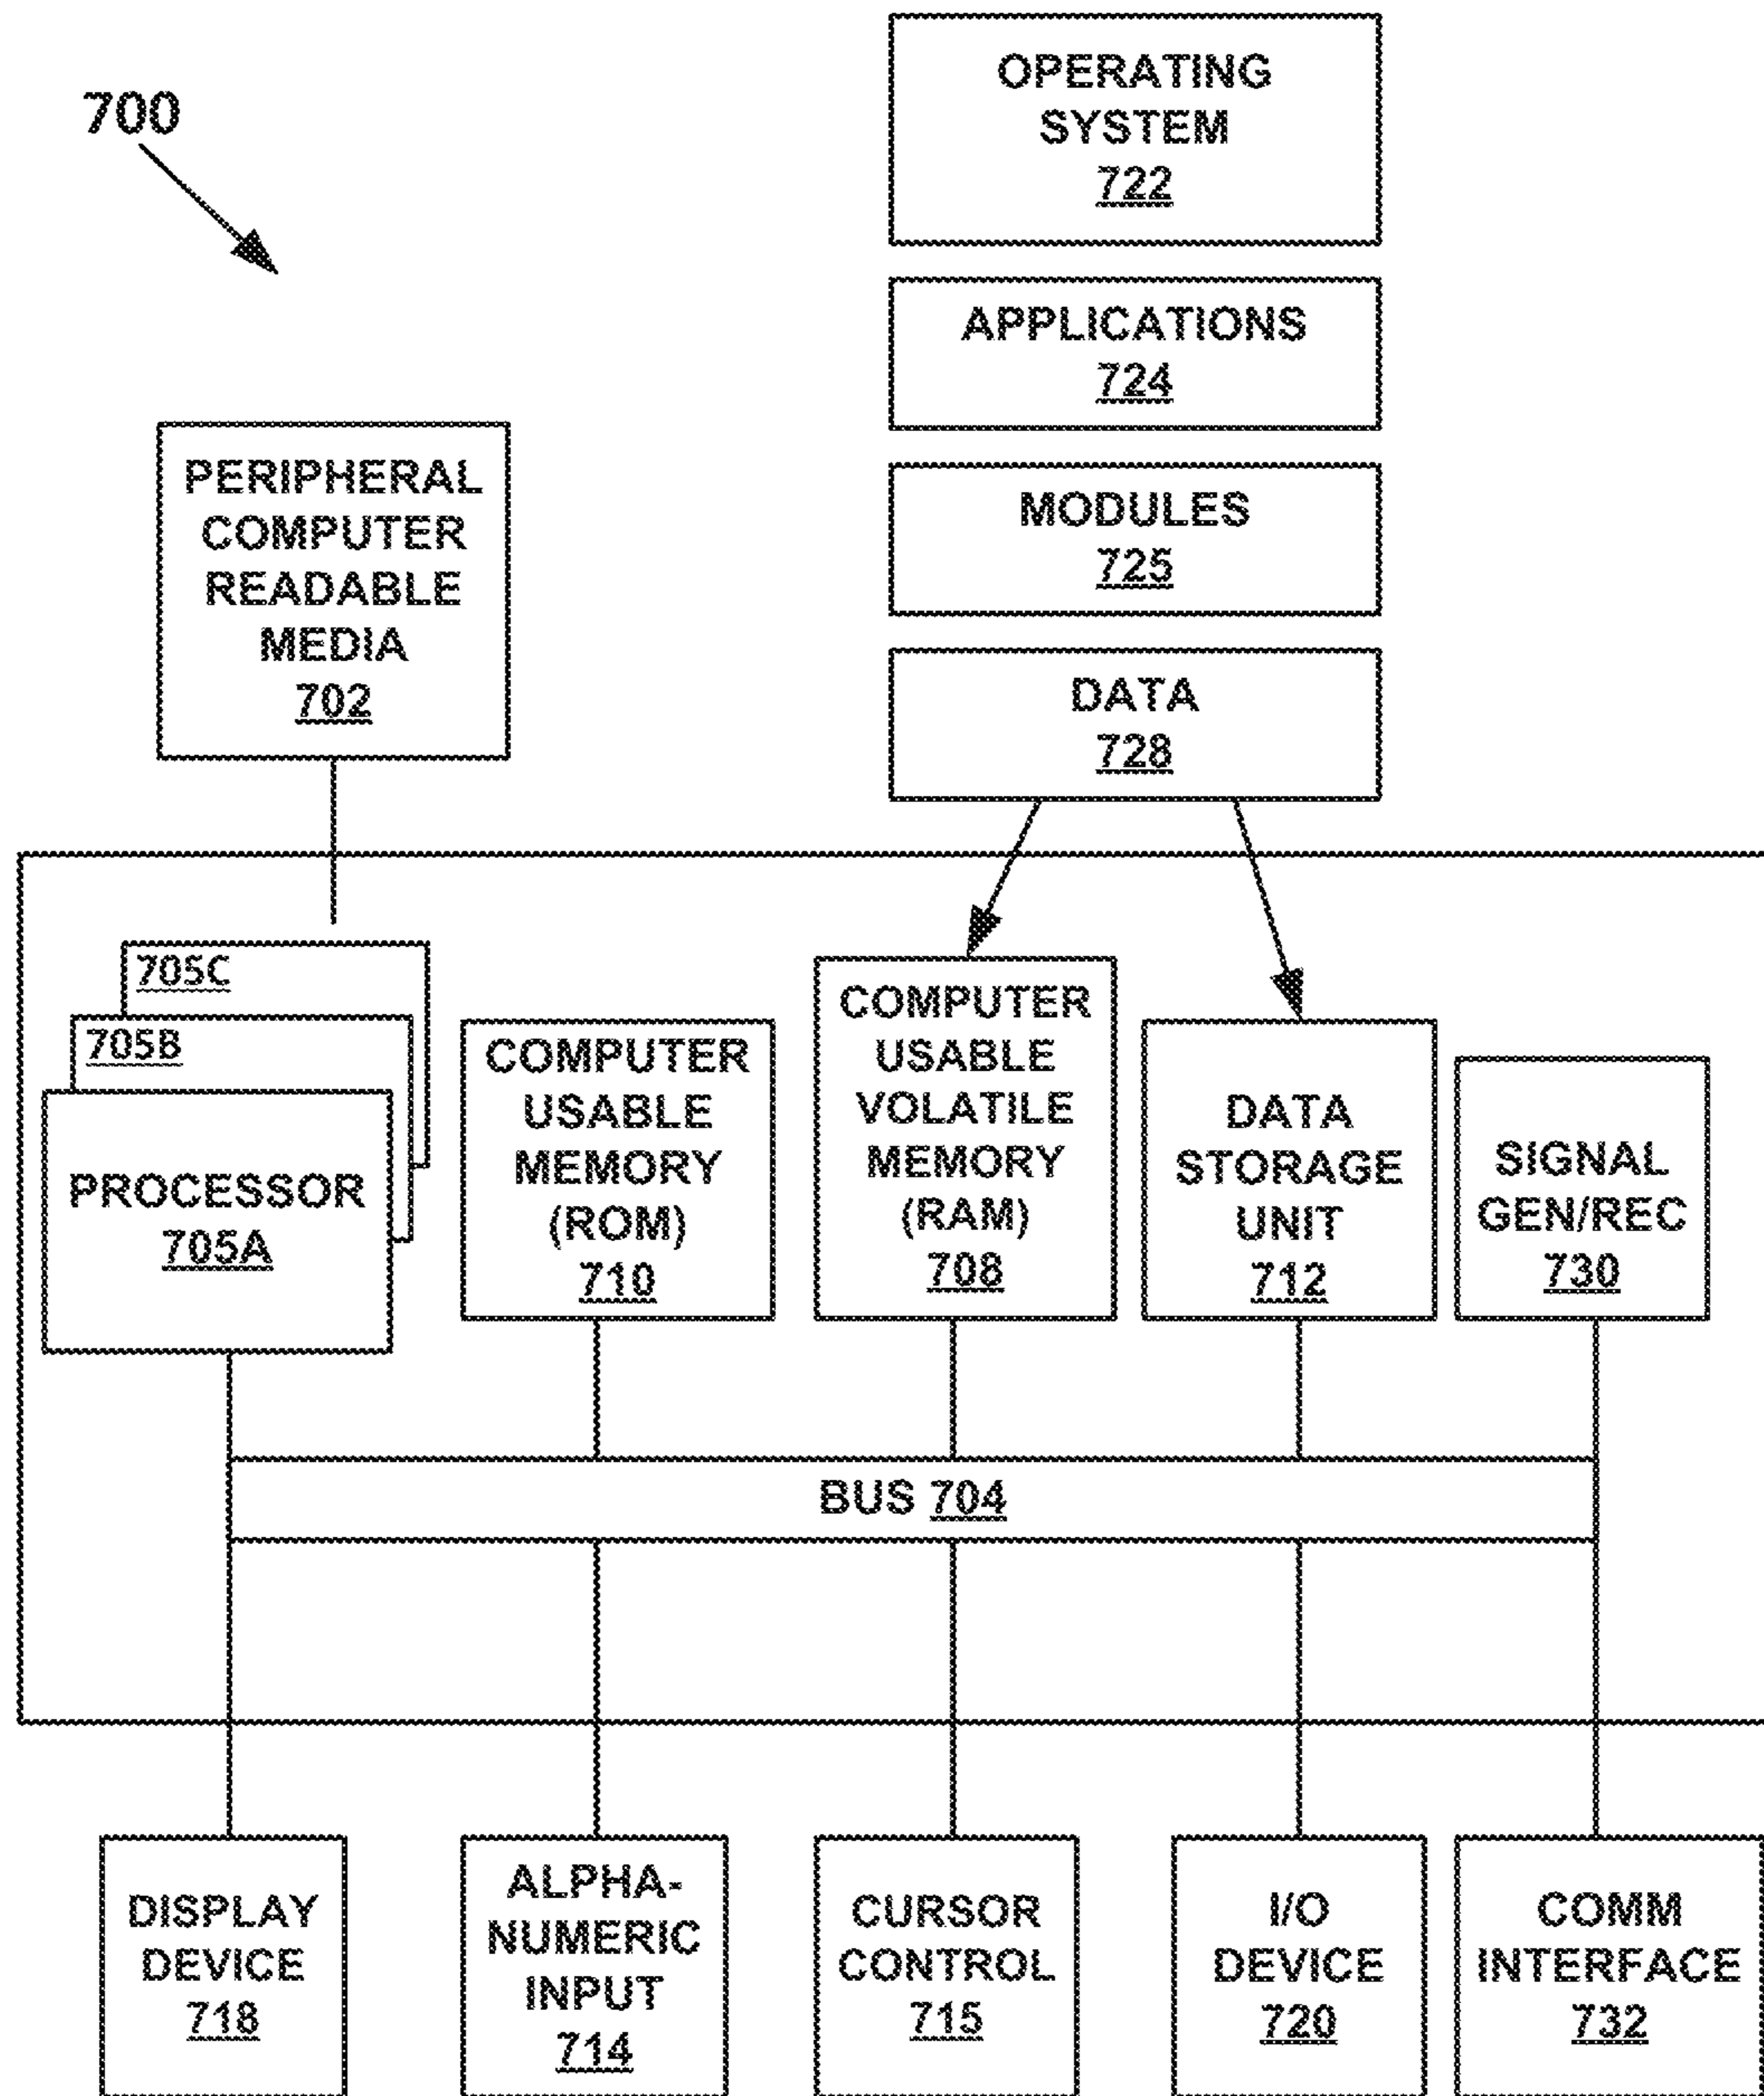 700
OPERATING
SYSTEM
722
APPLICATIONS
724
MODULES
725
DATA
728
PERIPHERAL
COMPUTER
READABLE
MEDIA
702
705C
705B
PROCESSOR
705A
COMPUTER
USABLE
MEMORY
(ROM)
710
COMPUTER
USABLE
VOLATILE
MEMORY
(RAM)
708
DATA
STORAGE
UNIT
712
SIGNAL
GEN/REC
730
BUS 704
DISPLAY
DEVICE
718
ALPHA-
NUMERIC
INPUT
714
CURSOR
CONTROL
715
I/O
DEVICE
720
COMM
INTERFACE
732